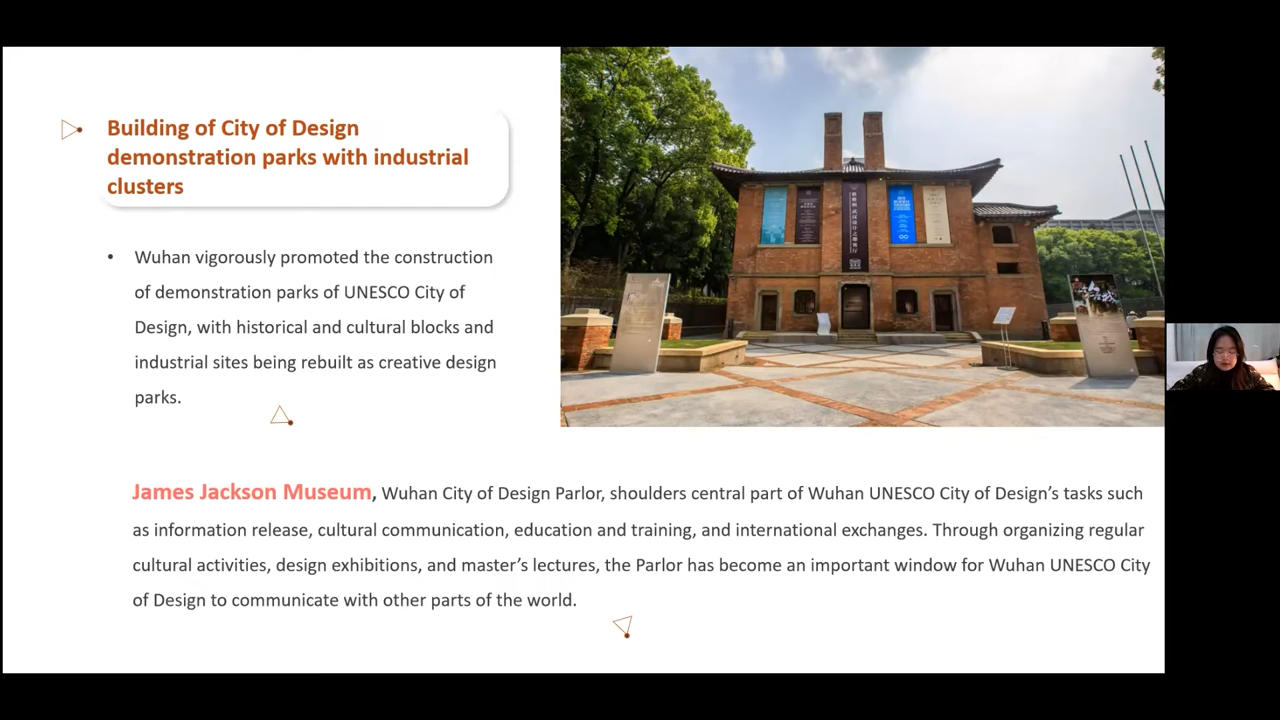 Building of City of Design
demonstration parks with industrial
clusters
• Wuhan vigorously promoted the construction
of demonstration parks of UNESCO City of
Design, with historical and cultural blocks and
industrial sites being rebuilt as creative design
parks.
James Jackson Museum, Wuhan City of Design Parlor, shoulders central part of Wuhan UNESCO City of Design’s tasks such
as information release, cultural communication, education and training, and international exchanges. Through organizing regular
cultural activities, design exhibitions, and master’s lectures, the Parlor has become an important window for Wuhan UNESCO City
of Design to communicate with other parts of the world.